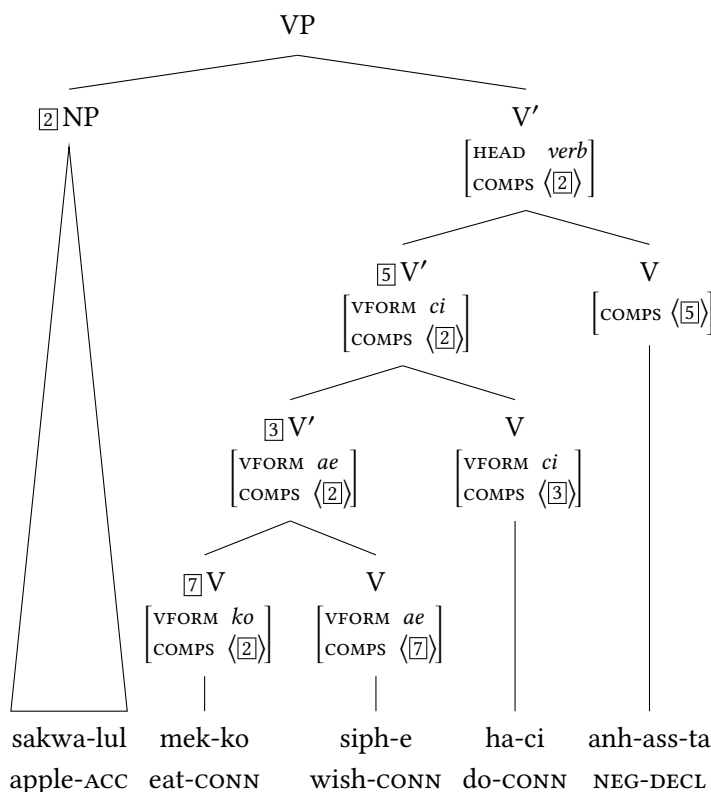 VP
[2] NP V′
[HEAD verb]
[COMPS ⟨[2]⟩]
[5] V′ V
[VFORM ci]
[COMPS ⟨[2]⟩] [COMPS ⟨[5]⟩]
[3] V′ V
[VFORM ae] [VFORM ci]
[COMPS ⟨[2]⟩] [COMPS ⟨[3]⟩]
[7] V V
[VFORM ko] [VFORM ae]
[COMPS ⟨[2]⟩] [COMPS ⟨[7]⟩]
sakwa-lul mek-ko siph-e ha-ci anh-ass-ta
apple-ACC eat-CONN wish-CONN do-CONN NEG-DECL